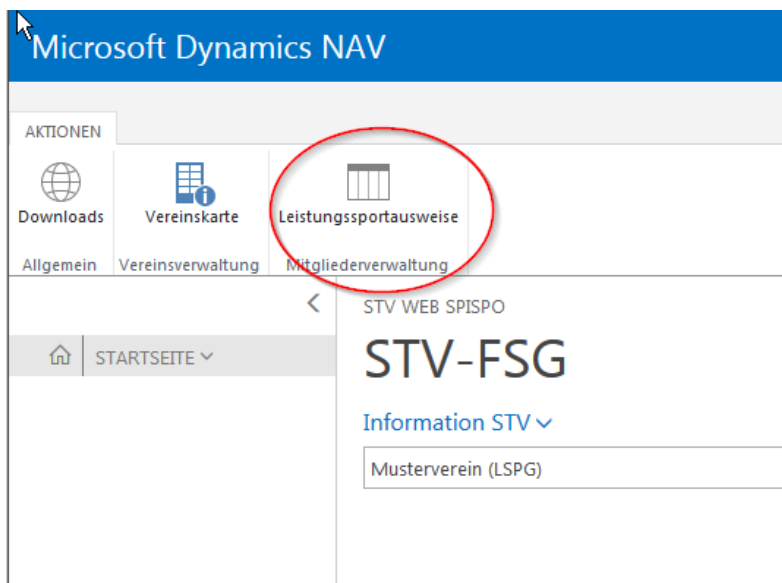 Microsoft Dynamics NAV
AKTIONEN
Downloads
Vereinskarte
Leistungssportausweise
Allgemein
Vereinsverwaltung
Mitgliederverwaltung
STV WEB SPISPO
STARTSEITE
STV-FSG
Information STV
Musterverein (LSPG)